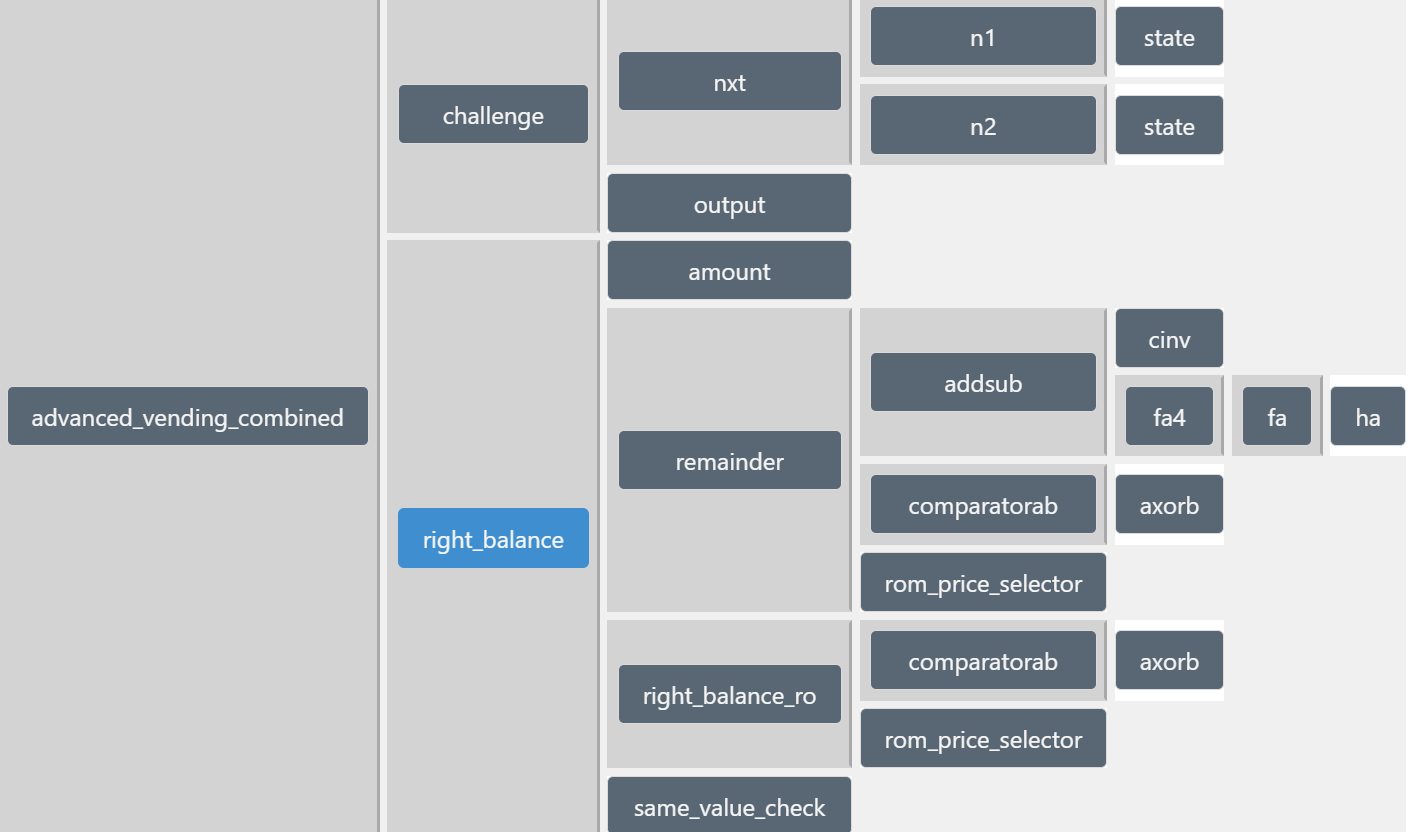 n1
state
nxt
challenge
n2
state
output
amount
cinv
addsub
advanced_vending_combined
fa4
fa
ha
remainder
comparatorab
axorb
right_balance
rom_price_selector
comparatorab
axorb
right_balance_ro
rom_price_selector
same_value_check